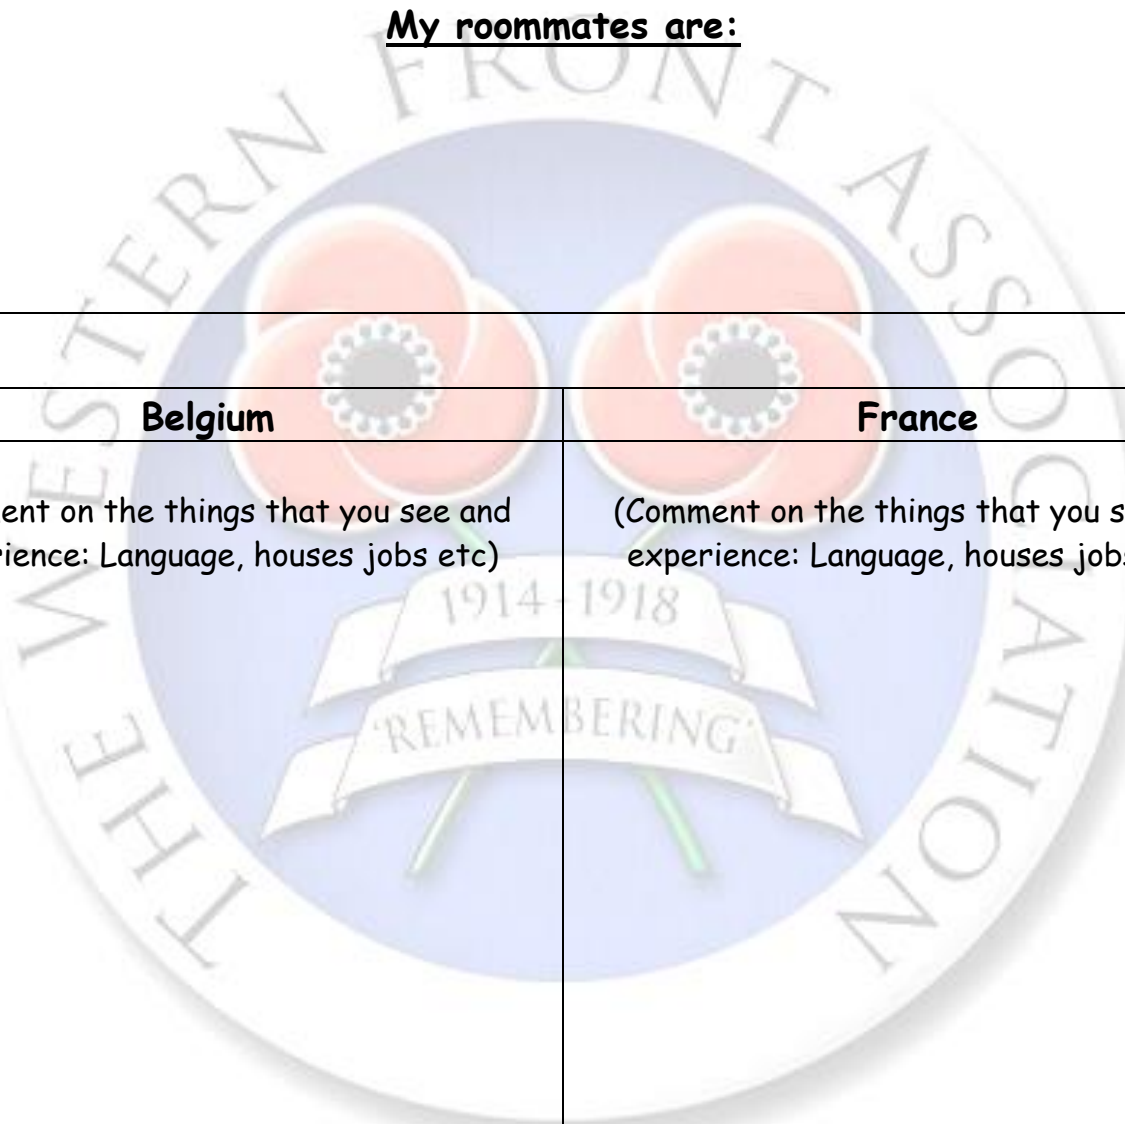 My roommates are:
THE WESTERN FRONT ASSOCIATION
Belgium
France
ent on the things that you see and
rience: Language, houses jobs etc)
(Comment on the things that you s
experience: Language, houses jobs
1914-1918
'REMEMBERING'